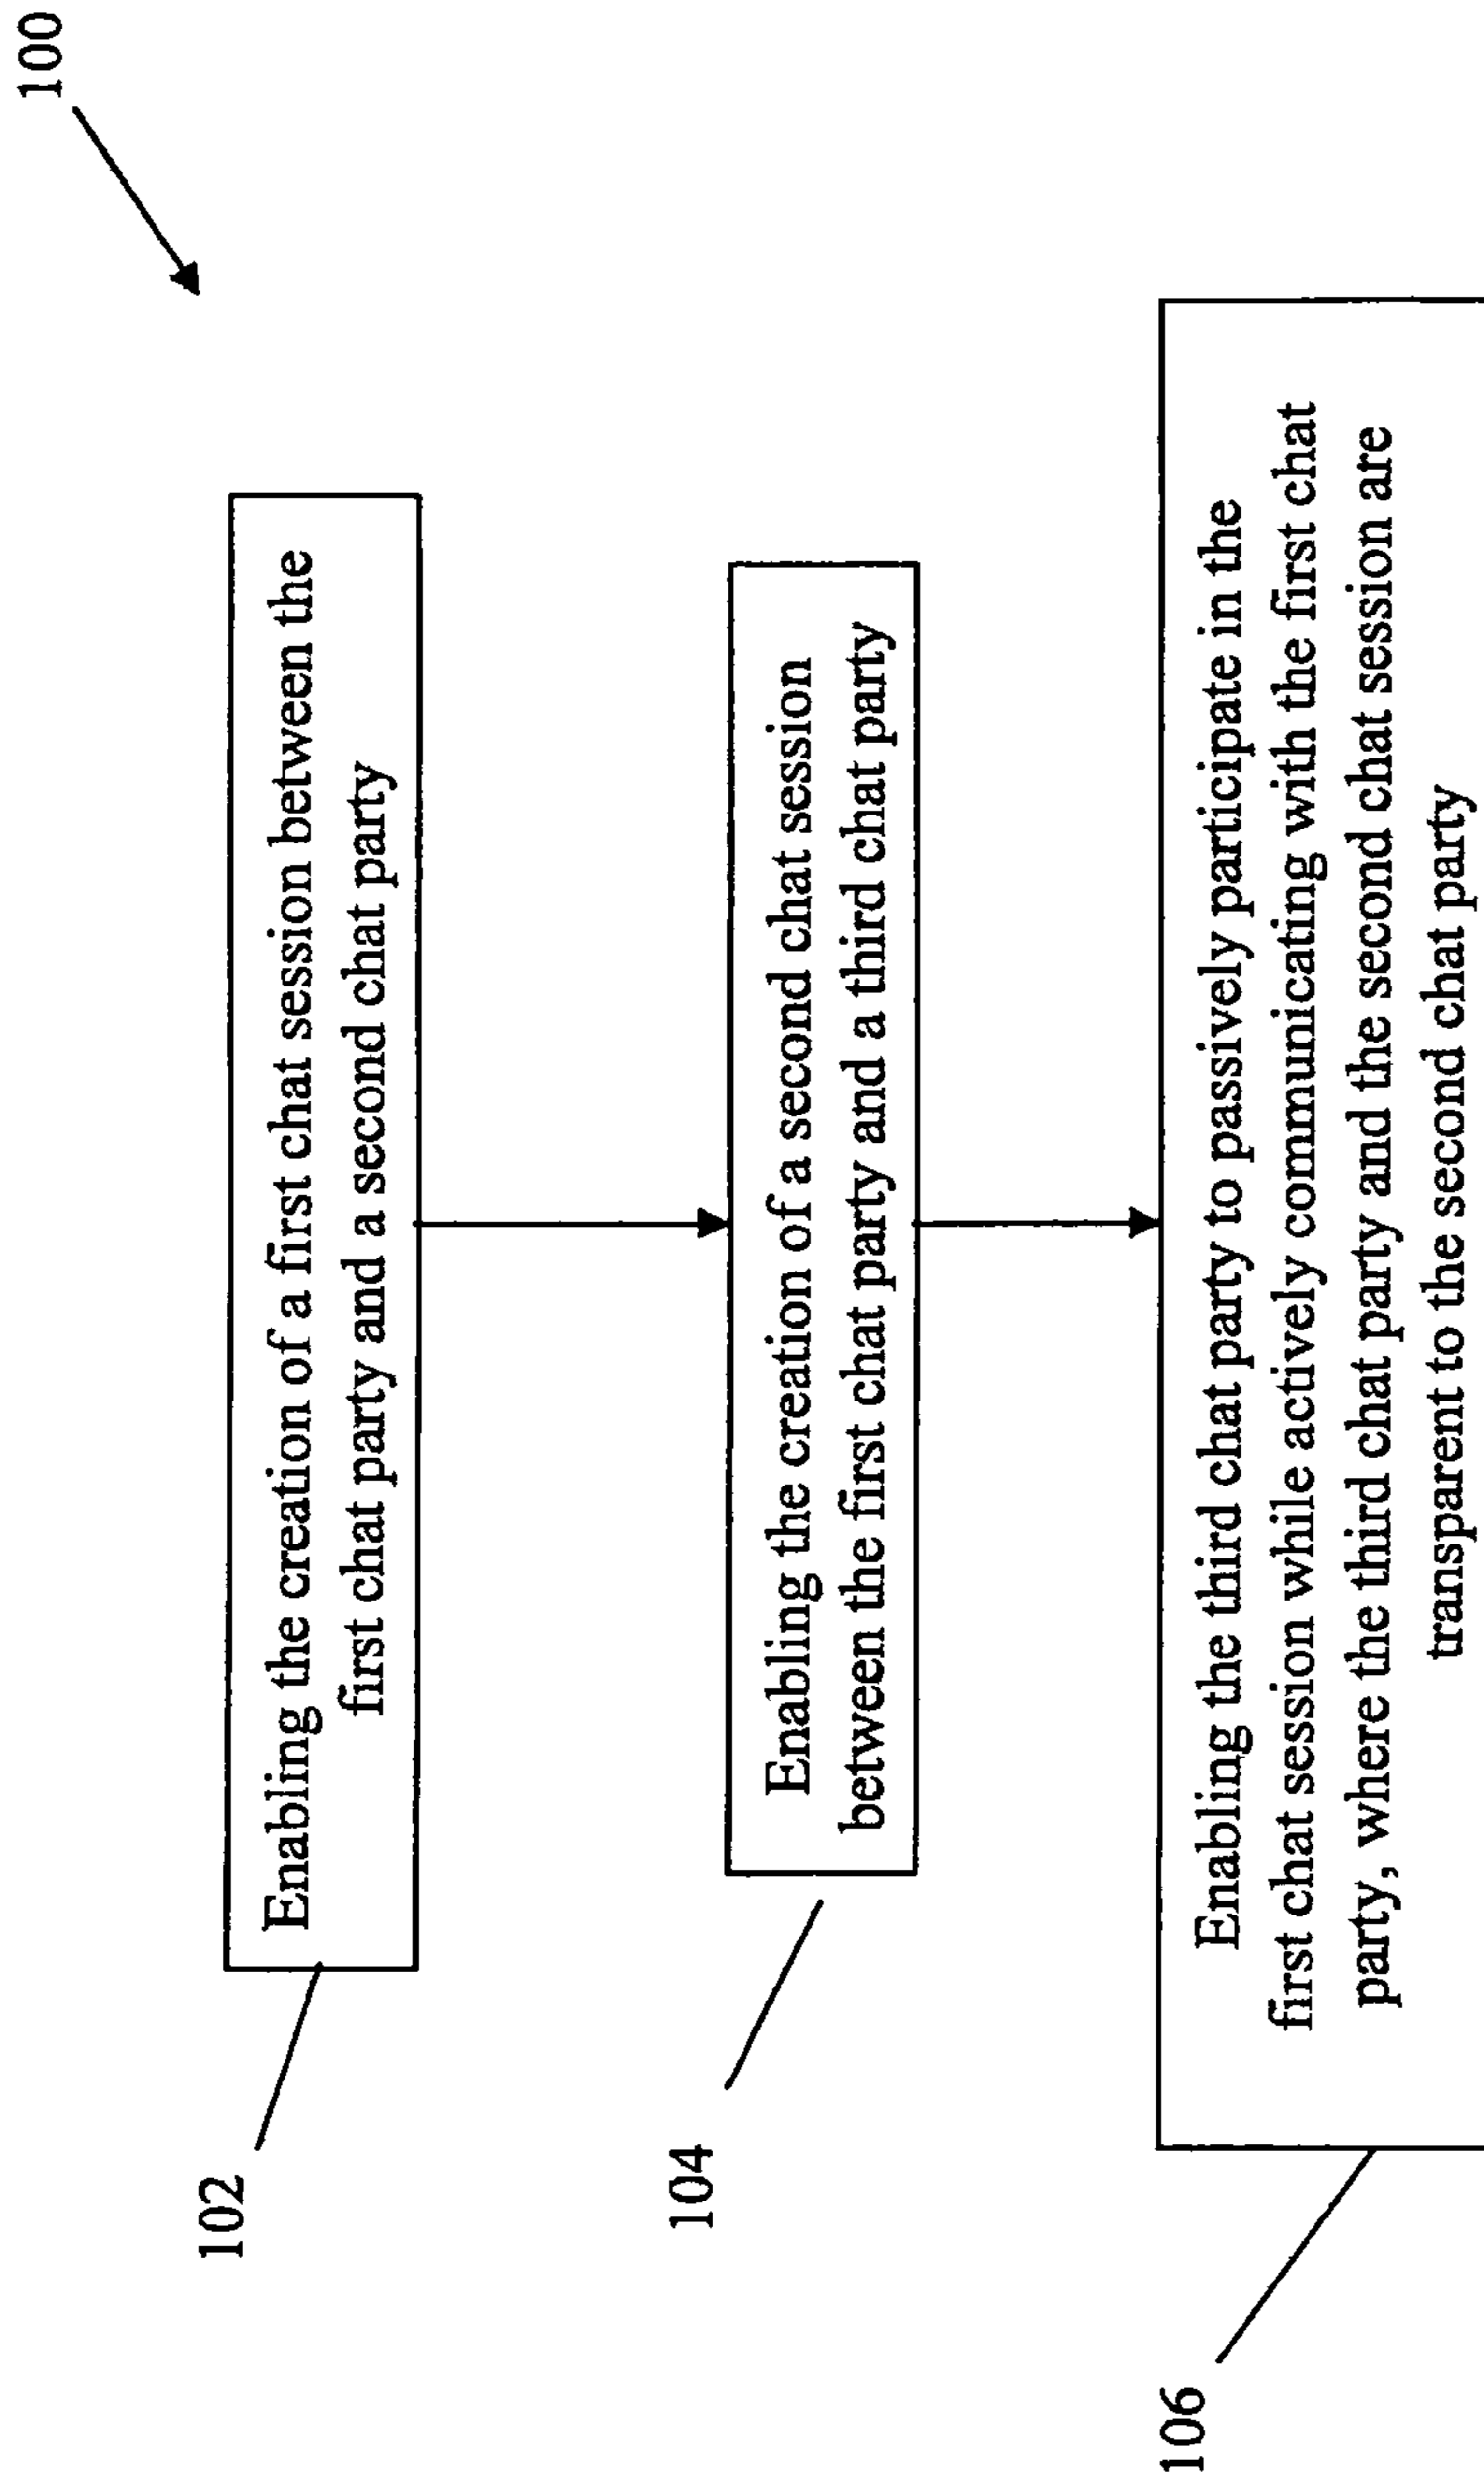 100
102
Enabling the creation of a first chat session between the
first chat party and a second chat party
104
Enabling the creation of a second chat session
between the first chat party and a third chat party
106
Enabling the third chat party to passively participate in the
first chat session while actively communicating with the first chat
party, where the third chat party and the second chat session are
transparent to the second chat party